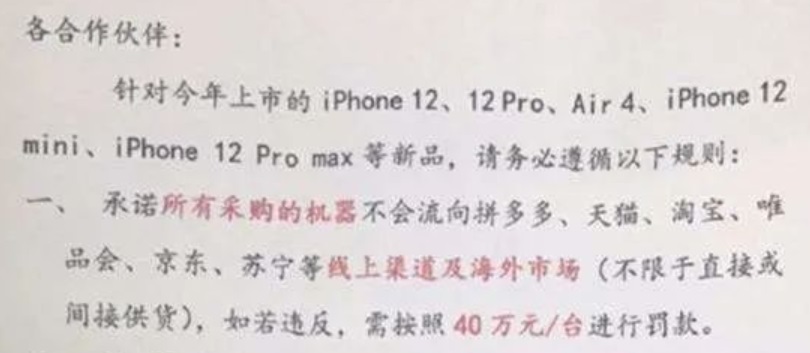 各合作伙伴：
针对今年上市的 iPhone 12、12 Pro、Air 4、iPhone 12
mini、iPhone 12 Pro max 等新品，请务必遵循以下规则：
一、 承诺所有采购的机器不会流向拼多多、天猫、淘宝、唯
品会、京东、苏宁等线上渠道及海外市场（不限于直接或
间接供货），如若违反，需按照 40 万元/台进行罚款。